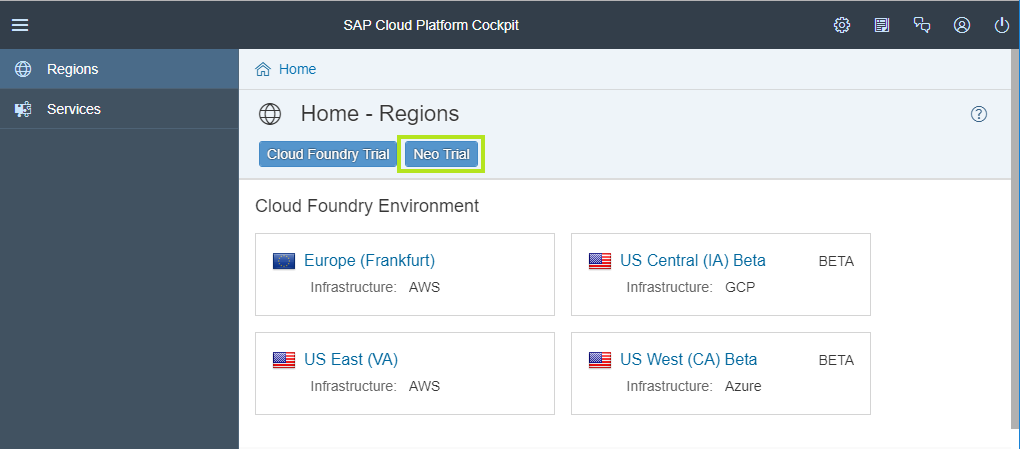 SAP Cloud Platform Cockpit
Regions
Services
Home
Home - Regions
Cloud Foundry Trial
Neo Trial
Cloud Foundry Environment
Europe (Frankfurt)
Infrastructure: AWS
US Central (IA) Beta BETA
Infrastructure: GCP
US East (VA)
Infrastructure: AWS
US West (CA) Beta BETA
Infrastructure: Azure